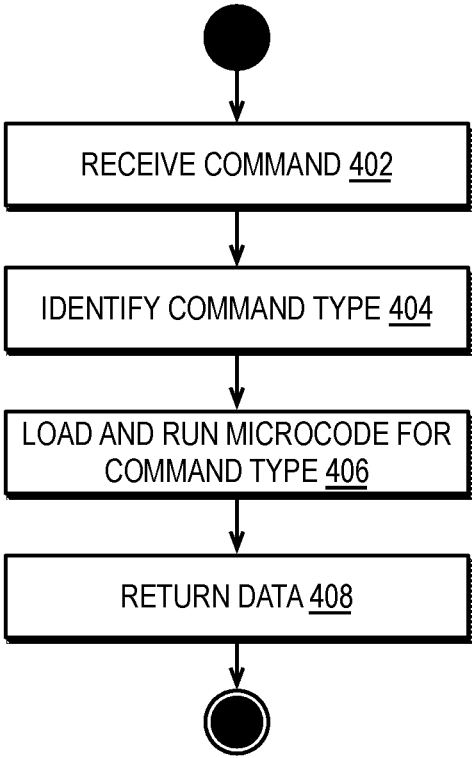 RECEIVE COMMAND 402
IDENTIFY COMMAND TYPE 404
LOAD AND RUN MICROCODE FOR
COMMAND TYPE 406
RETURN DATA 408